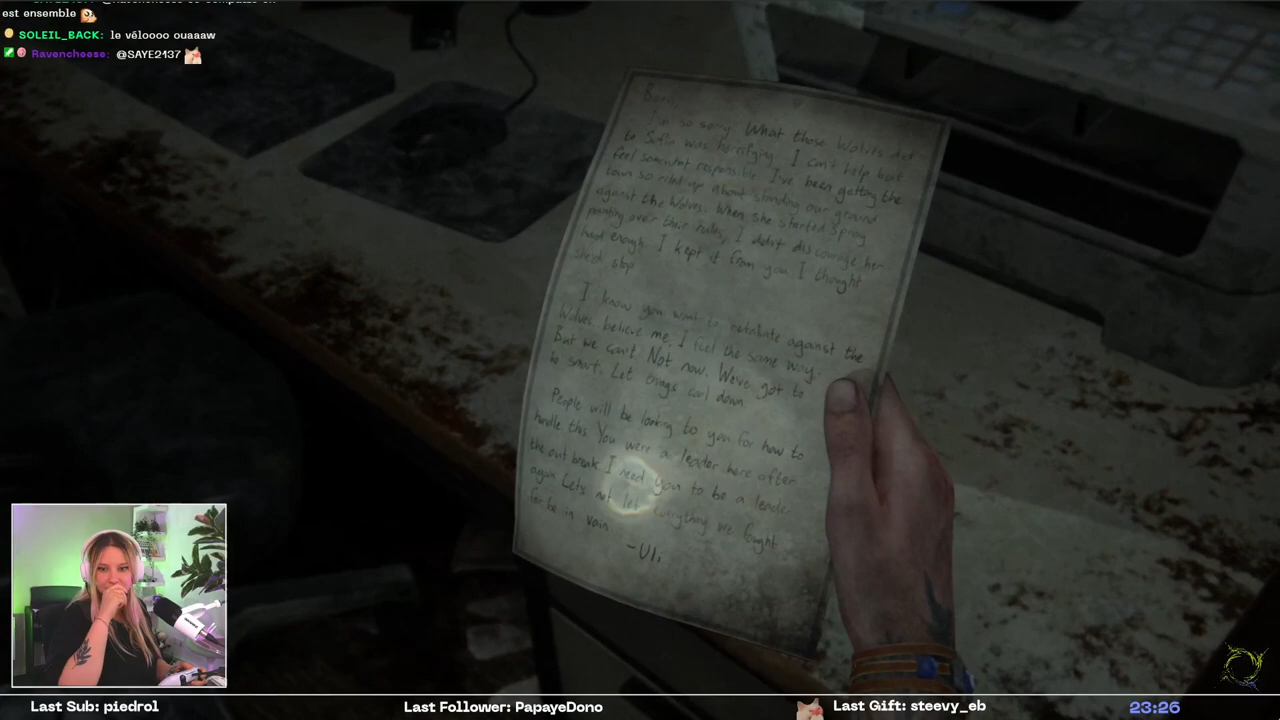 est ensemble
SOLEIL_BACK: le véloooo ouaaaw
Ravencheese: @SAYE2137
I'm so sorry. What those Wolves did
to Sofia was horrifying. I can't help but
feel somewhat responsible. I've been getting the
town so riled up about standing our ground
against the Wolves. When she started spray
painting over their rules, I didn't discourage her
hard enough. I kept it from you. I thought
she'd stop
I know you want to retaliate against the
Wolves. believe me, I feel the same way.
But we can't. Not now. We've got to
be smart. Let things cool down
People will be looking to you for how to
handle this You were a leader here after
the outbreak I need you to be a leader
again Let's not let everything we fought
for be in vain
Last Sub: piedrol
Last Follower: PapayeDono
Last Gift: steevy_eb
23:26